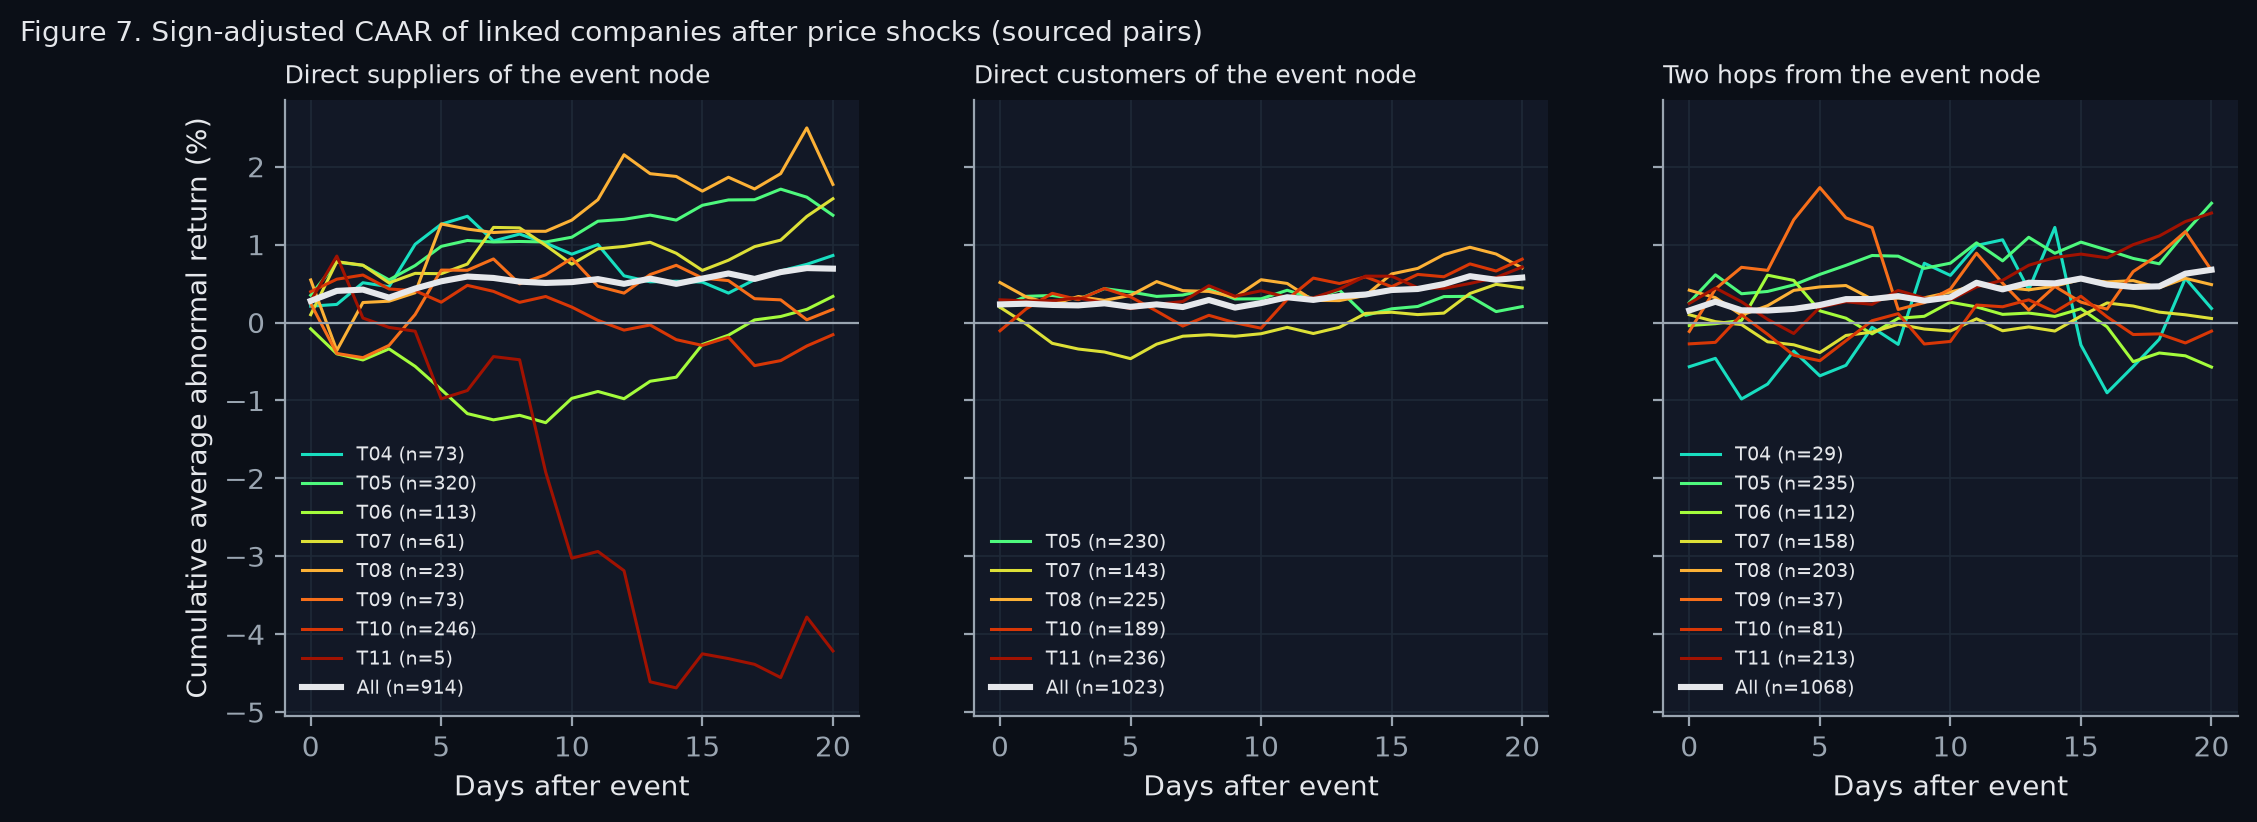 Figure 7. Sign-adjusted CAAR of linked companies after price shocks (sourced pairs)
Direct suppliers of the event node
Cumulative average abnormal return (%)
2
1
0
−1
−2
−3
−4
−5
T04 (n=73)
T05 (n=320)
T06 (n=113)
T07 (n=61)
T08 (n=23)
T09 (n=73)
T10 (n=246)
T11 (n=5)
All (n=914)
0 5 10 15 20
Days after event
Direct customers of the event node
T05 (n=230)
T07 (n=143)
T08 (n=225)
T10 (n=189)
T11 (n=236)
All (n=1023)
0 5 10 15 20
Days after event
Two hops from the event node
T04 (n=29)
T05 (n=235)
T06 (n=112)
T07 (n=158)
T08 (n=203)
T09 (n=37)
T10 (n=81)
T11 (n=213)
All (n=1068)
0 5 10 15 20
Days after event